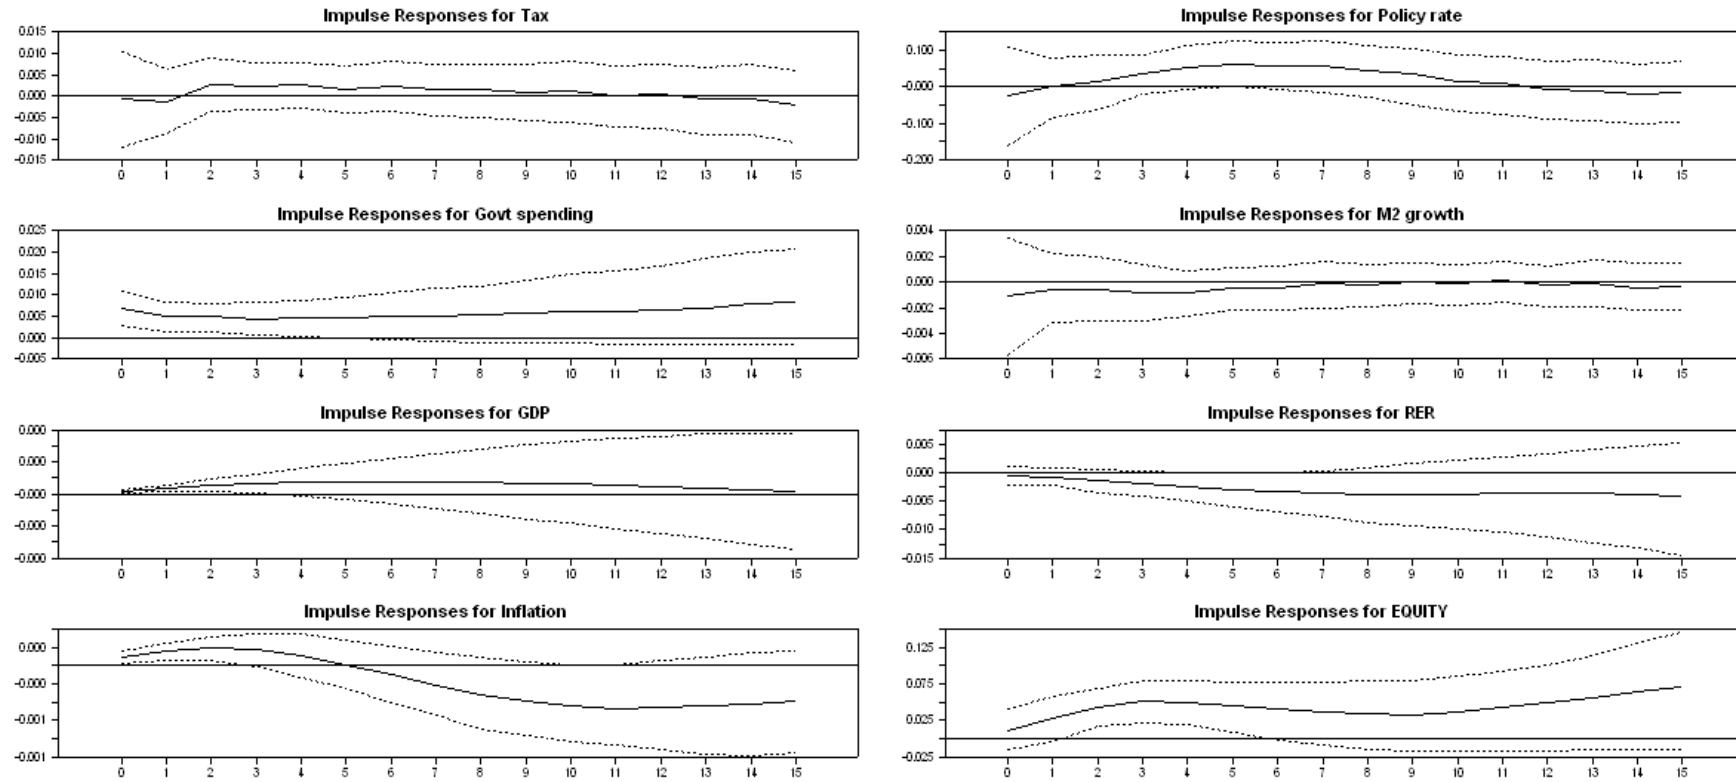 Impulse Responses for Tax
0.015
0.010
0.005
0.000
-0.005
-0.010
-0.015
0 1 2 3 4 5 6 7 8 9 10 11 12 13 14 15
Impulse Responses for Policy rate
0.100
-0.000
-0.100
-0.200
0 1 2 3 4 5 6 7 8 9 10 11 12 13 14 15
Impulse Responses for Govt spending
0.025
0.020
0.015
0.010
0.005
0.000
-0.005
0 1 2 3 4 5 6 7 8 9 10 11 12 13 14 15
Impulse Responses for M2 growth
0.004
0.002
0.000
-0.002
-0.004
-0.006
0 1 2 3 4 5 6 7 8 9 10 11 12 13 14 15
Impulse Responses for GDP
0.000
0.000
-0.000
-0.000
-0.000
0 1 2 3 4 5 6 7 8 9 10 11 12 13 14 15
Impulse Responses for RER
0.005
0.000
-0.005
-0.010
-0.015
0 1 2 3 4 5 6 7 8 9 10 11 12 13 14 15
Impulse Responses for Inflation
0.000
-0.000
-0.001
-0.001
0 1 2 3 4 5 6 7 8 9 10 11 12 13 14 15
Impulse Responses for EQUITY
0.125
0.075
0.025
-0.025
0 1 2 3 4 5 6 7 8 9 10 11 12 13 14 15